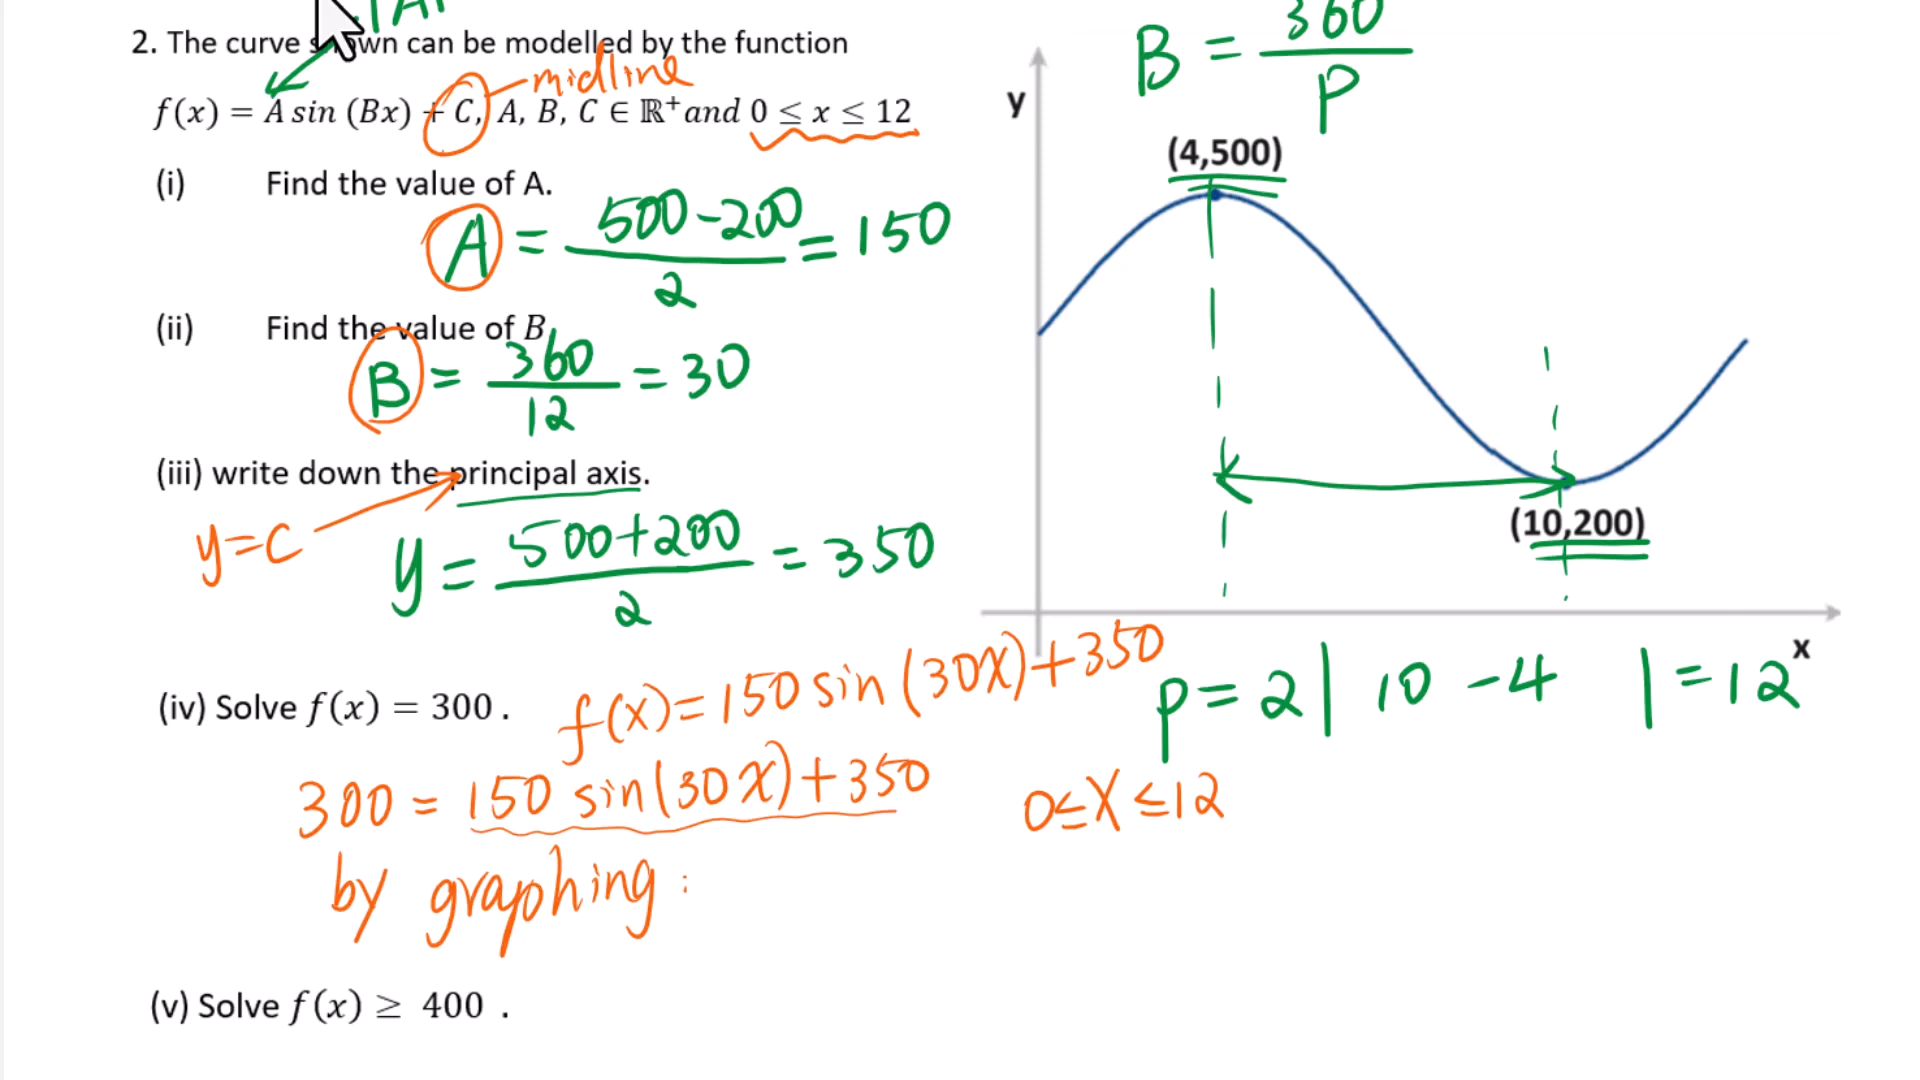 2. The curve shown can be modelled by the function
midline
f(x) = A sin (Bx) + C, A, B, C ∈ ℝ⁺and 0 ≤ x ≤ 12
(i) Find the value of A.
A = (500-200)/2 = 150
(ii) Find the value of B
B = 360/12 = 30
(iii) write down the principal axis.
y=c
y = (500+200)/2 = 350
(iv) Solve f(x) = 300 .
f(x)=150 sin(30x)+350
300 = 150 sin(30x)+350
0≤x≤12
by graphing :
(v) Solve f(x) ≥ 400 .
B = 360/P
y
(4,500)
(10,200)
x
P=2| 10 -4 |=12